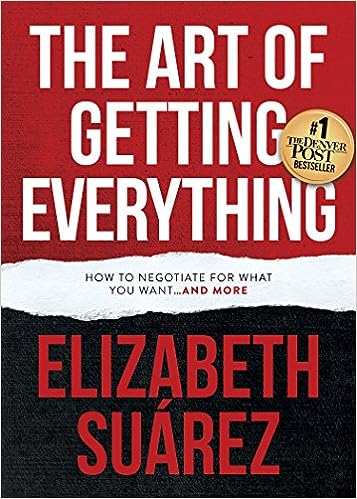 THE ART OF
GETTING
EVERYTHING
#1
THE DENVER
POST
BESTSELLER
HOW TO NEGOTIATE FOR WHAT
YOU WANT...AND MORE
ELIZABETH
SUÁREZ